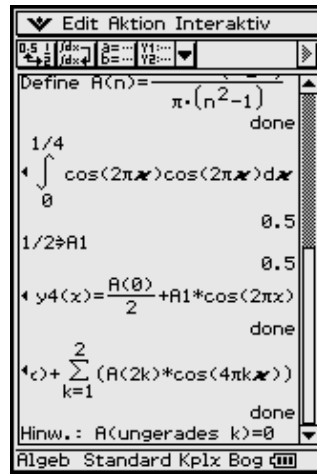 Edit Aktion Interaktiv
Define A(n)=
π·(n²-1)
done
1/4
∫ cos(2πx)cos(2πx)dx
0
0.5
1/2⇒A1
0.5
y4(x)=A(0)/2+A1*cos(2πx)
done
2
x)+∑(A(2k)*cos(4πkx))
k=1
done
Hinw.: A(ungerades k)=0
Algeb Standard Kplx Bog